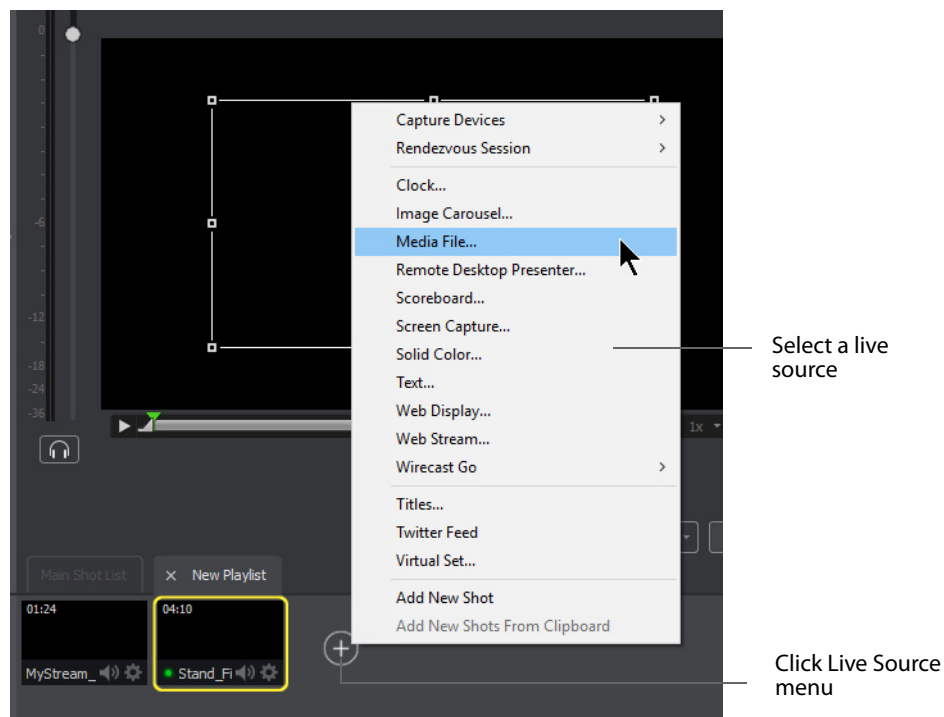 0
-6
-12
-18
-24
-36
Capture Devices
Rendezvous Session
Clock...
Image Carousel...
Media File...
Remote Desktop Presenter...
Scoreboard...
Screen Capture...
Solid Color...
Text...
Web Display...
Web Stream...
Wirecast Go
Titles...
Twitter Feed
Virtual Set...
Add New Shot
Add New Shots From Clipboard
1x
Select a live
source
Main Shot List
× New Playlist
01:24
04:10
MyStream_
Stand_Fi
Click Live Source
menu